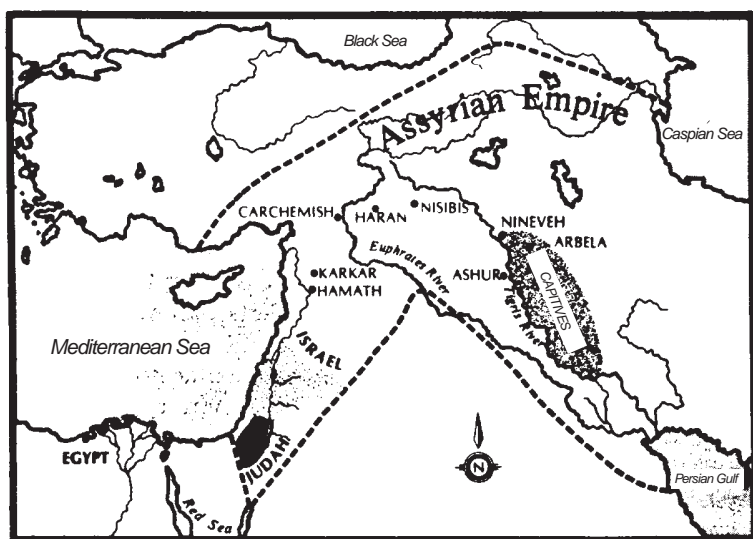 Black Sea
Assyrian Empire
Caspian Sea
CARCHEMISH
HARAN
NISIBIS
NINEVEH
ARBELA
Euphrates River
KARKAR
HAMATH
ASHUR
CAPITIVES
Tigris River
Mediterranean Sea
ISRAEL
EGYPT
JUDAH
Red Sea
N
Persian Gulf